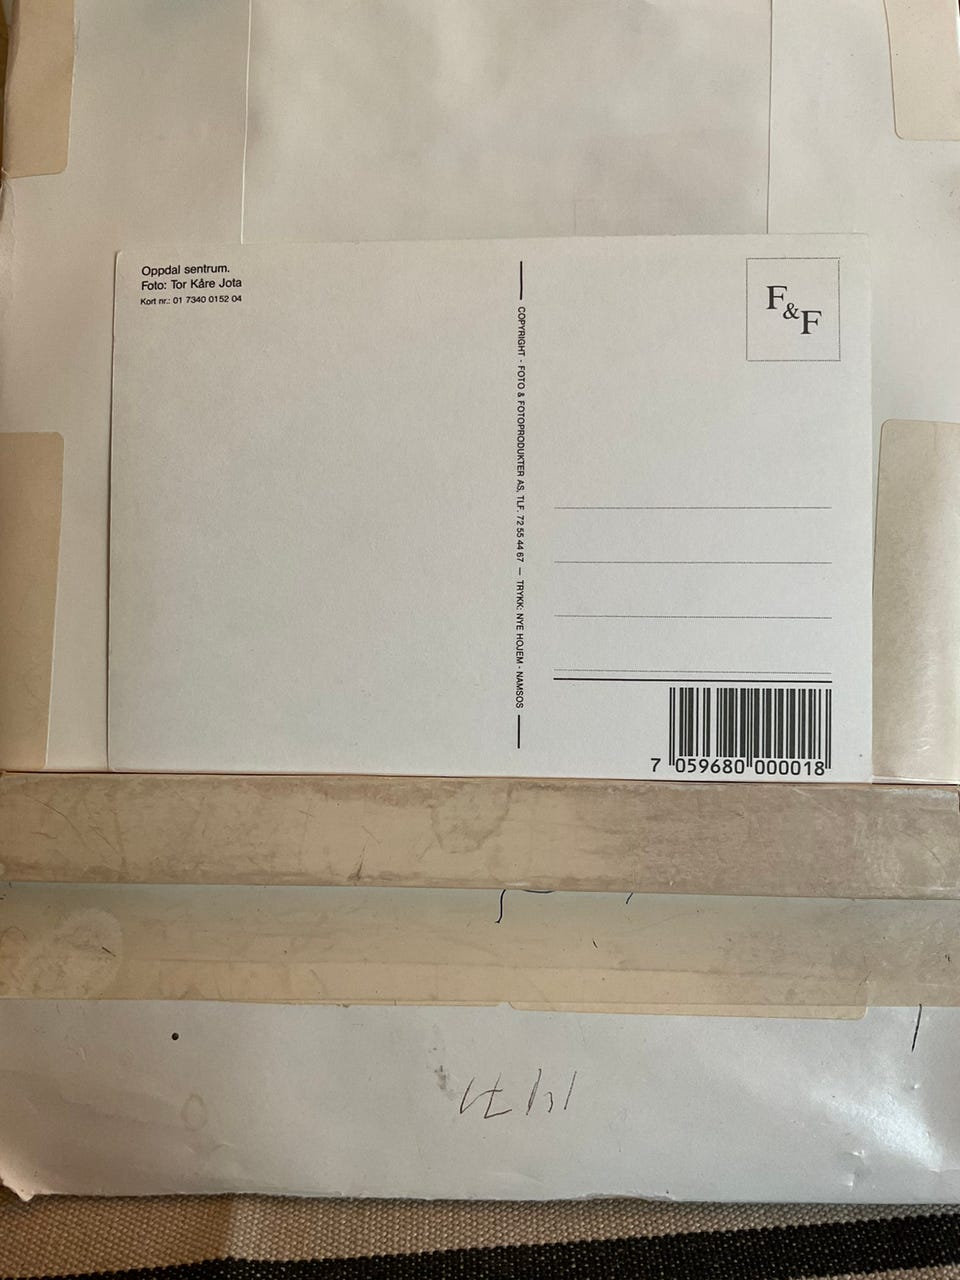 Oppdal sentrum.
Foto: Tor Kåre Jota
Kort nr.: 01 7340 0152 04
COPYRIGHT - FOTO & FOTOPRODUKTER AS, TLF. 72 55 44 67 — TRYKK: NYE HOJEM - NAMSOS
F&F
7 059680 000018